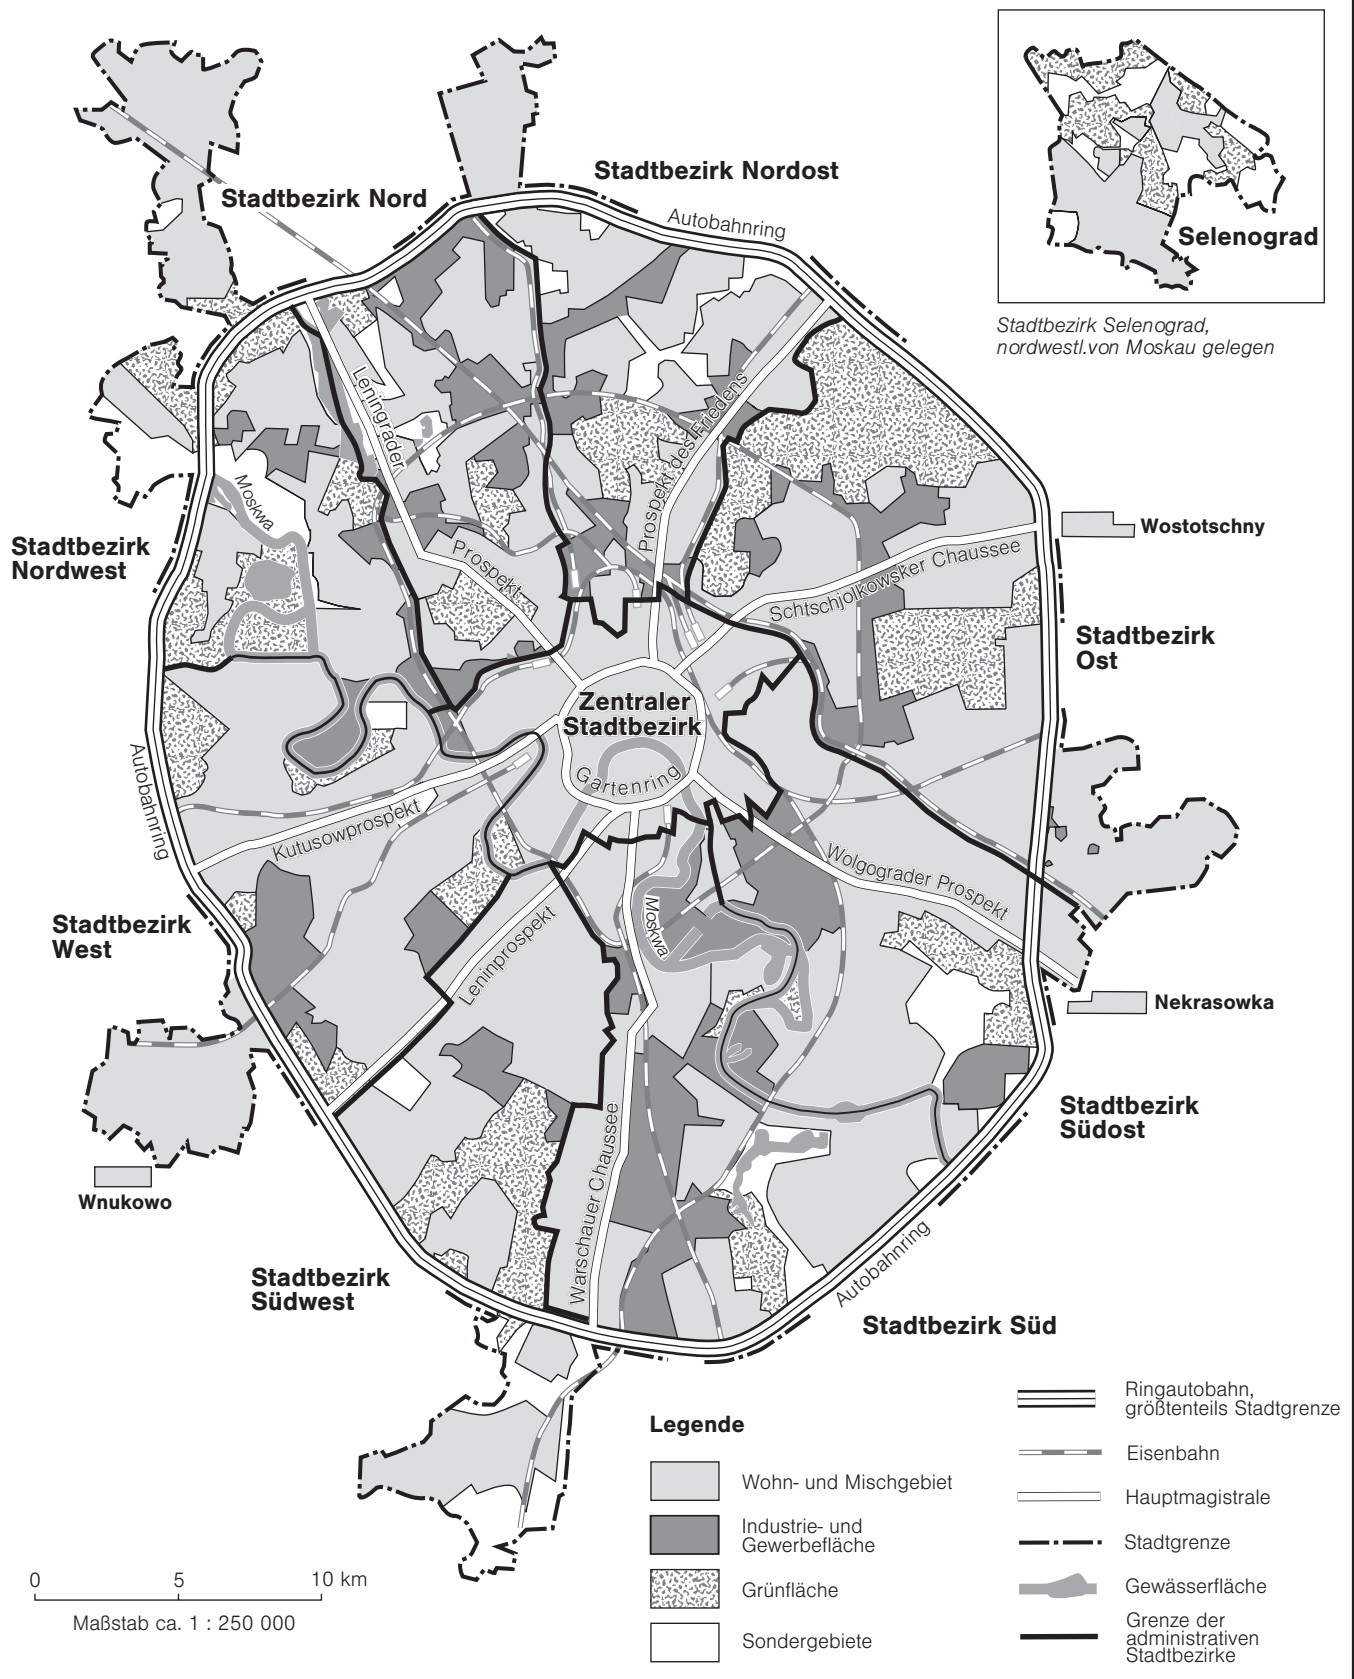 Stadtbezirk Nordost
Stadtbezirk Nord
Autobahnring
Selenograd
Stadtbezirk Selenograd,
nordwestl.von Moskau gelegen
Leningrader
Prospekt
Prospekt des Friedens
Moskwa
Schtschjolkowsker Chaussee
Wostotschny
Stadtbezirk
Nordwest
Stadtbezirk
Ost
Zentraler
Stadtbezirk
Gartenring
Autobahnring
Kutusowprospekt
Wolgograder Prospekt
Stadtbezirk
West
Leninprospekt
Moskwa
Nekrasowka
Stadtbezirk
Südost
Wnukowo
Warschauer Chaussee
Autobahnring
Stadtbezirk
Südwest
Stadtbezirk Süd
Legende
Wohn- und Mischgebiet
Industrie- und
Gewerbefläche
Grünfläche
Sondergebiete
Ringautobahn,
größtenteils Stadtgrenze
Eisenbahn
Hauptmagistrale
Stadtgrenze
Gewässerfläche
Grenze der
administrativen
Stadtbezirke
0 5 10 km
Maßstab ca. 1 : 250 000